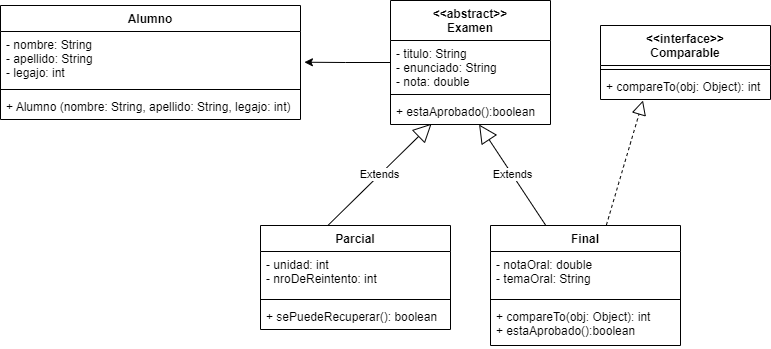 Alumno
- nombre: String
- apellido: String
- legajo: int
+ Alumno (nombre: String, apellido: String, legajo: int)
<<abstract>>
Examen
- titulo: String
- enunciado: String
- nota: double
+ estaAprobado():boolean
<<interface>>
Comparable
+ compareTo(obj: Object): int
Extends
Extends
Parcial
- unidad: int
- nroDeReintento: int
+ sePuedeRecuperar(): boolean
Final
- notaOral: double
- temaOral: String
+ compareTo(obj: Object): int
+ estaAprobado():boolean